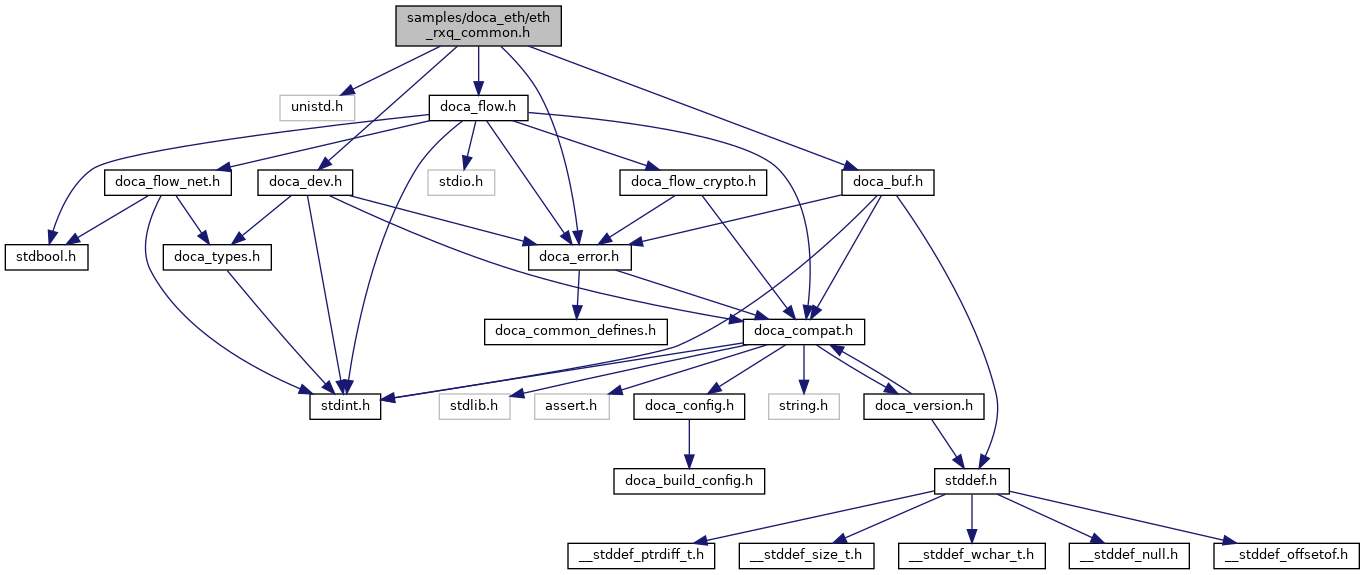 samples/doca_eth/eth
_rxq_common.h
unistd.h
doca_flow.h
doca_flow_net.h
doca_dev.h
stdio.h
doca_flow_crypto.h
doca_buf.h
stdbool.h
doca_types.h
doca_error.h
doca_common_defines.h
doca_compat.h
stdint.h
stdlib.h
assert.h
doca_config.h
string.h
doca_version.h
doca_build_config.h
stddef.h
__stddef_ptrdiff_t.h
__stddef_size_t.h
__stddef_wchar_t.h
__stddef_null.h
__stddef_offsetof.h